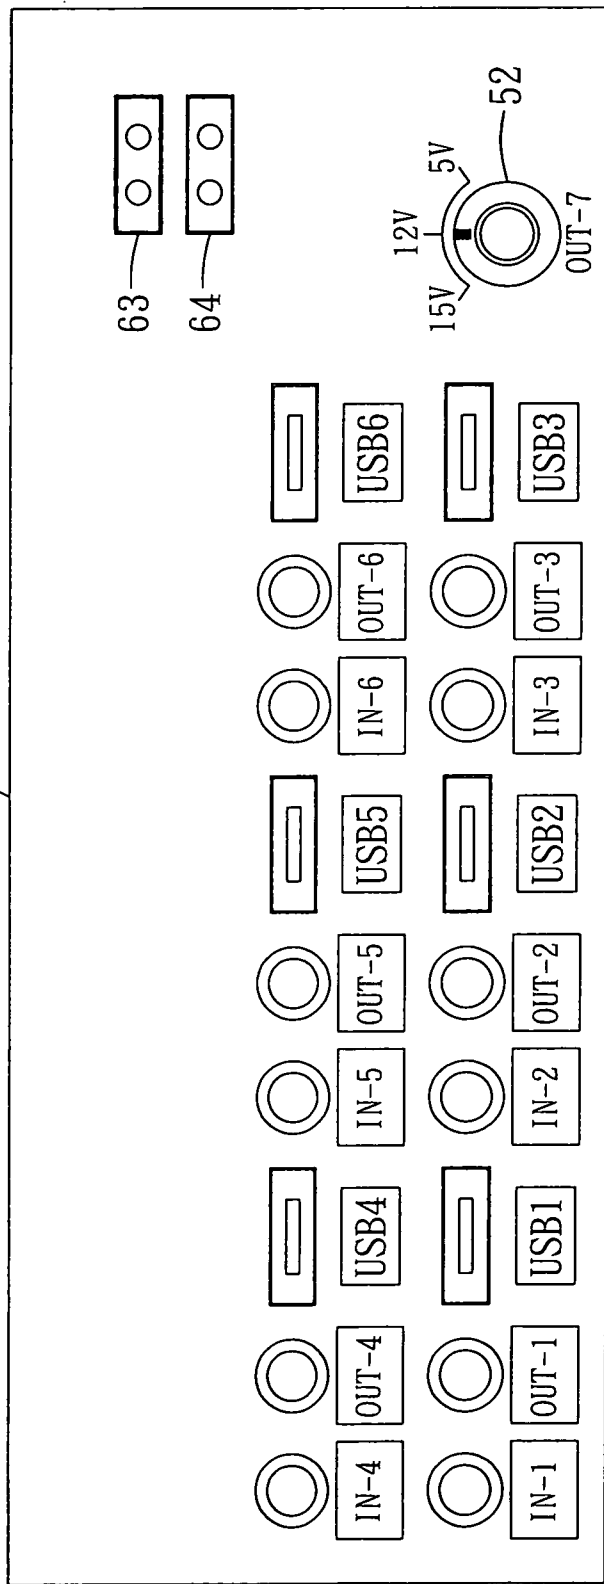 63
64
IN-4
OUT-4
USB4
IN-5
OUT-5
USB5
IN-6
OUT-6
USB6
15V
12V
5V
52
OUT-7
IN-1
OUT-1
USB1
IN-2
OUT-2
USB2
IN-3
OUT-3
USB3